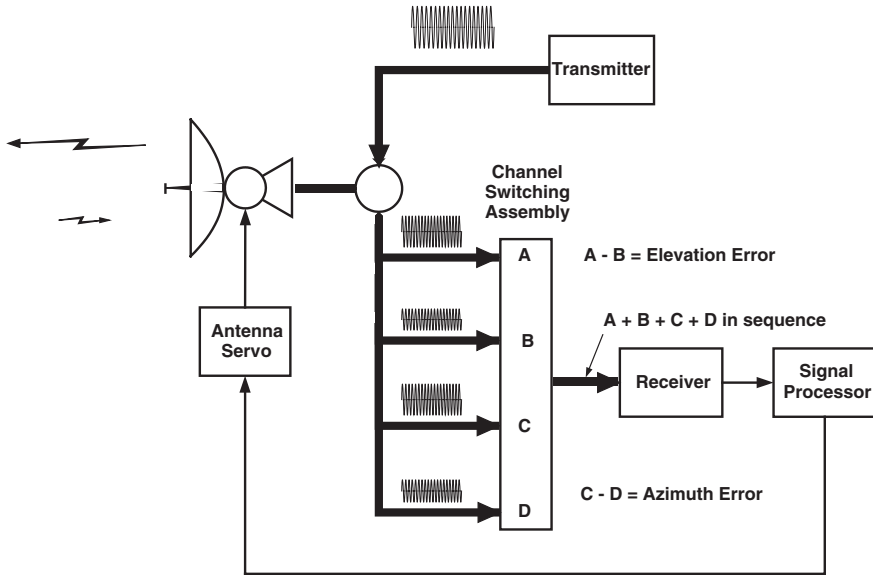 Transmitter
Channel
Switching
Assembly
A
A - B = Elevation Error
A + B + C + D in sequence
Antenna
Servo
B
Receiver
Signal
Processor
C
C - D = Azimuth Error
D